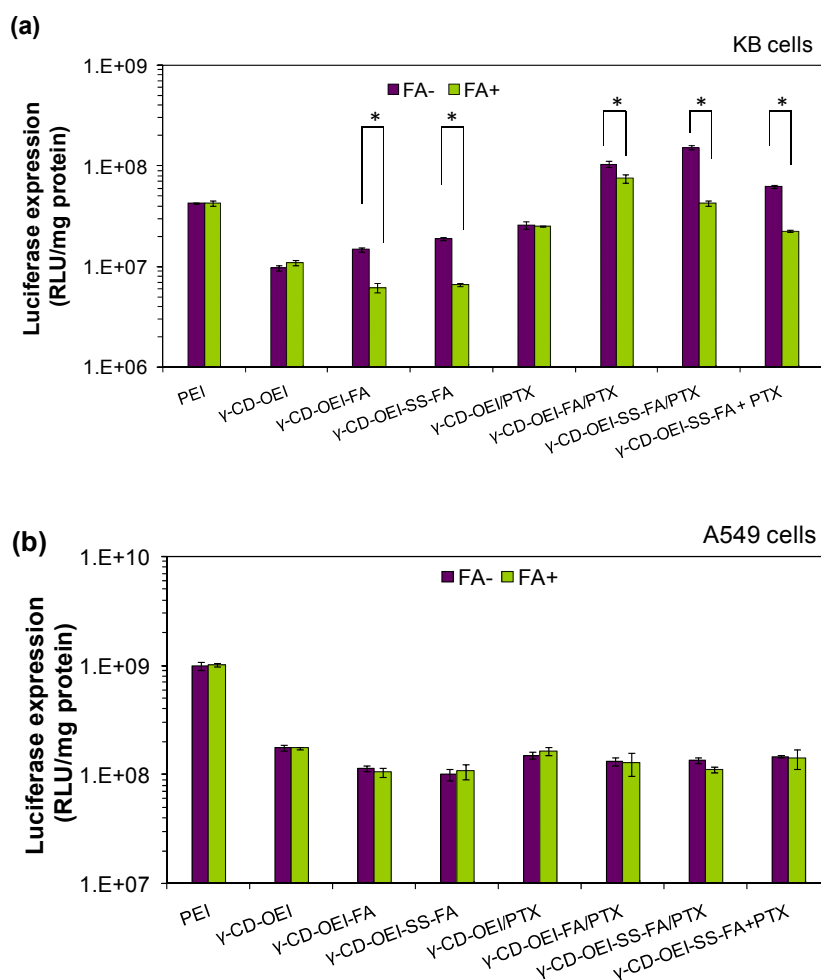 (a)
KB cells
1.E+09
1.E+08
1.E+07
1.E+06
Luciferase expression
(RLU/mg protein)
FA- FA+
* * * * *
PEI
γ-CD-OEI
γ-CD-OEI-FA
γ-CD-OEI-SS-FA
γ-CD-OEI/PTX
γ-CD-OEI-FA/PTX
γ-CD-OEI-SS-FA/PTX
γ-CD-OEI-SS-FA + PTX
(b)
A549 cells
1.E+10
1.E+09
1.E+08
1.E+07
Luciferase expression
(RLU/mg protein)
FA- FA+
PEI
γ-CD-OEI
γ-CD-OEI-FA
γ-CD-OEI-SS-FA
γ-CD-OEI/PTX
γ-CD-OEI-FA/PTX
γ-CD-OEI-SS-FA/PTX
γ-CD-OEI-SS-FA+PTX